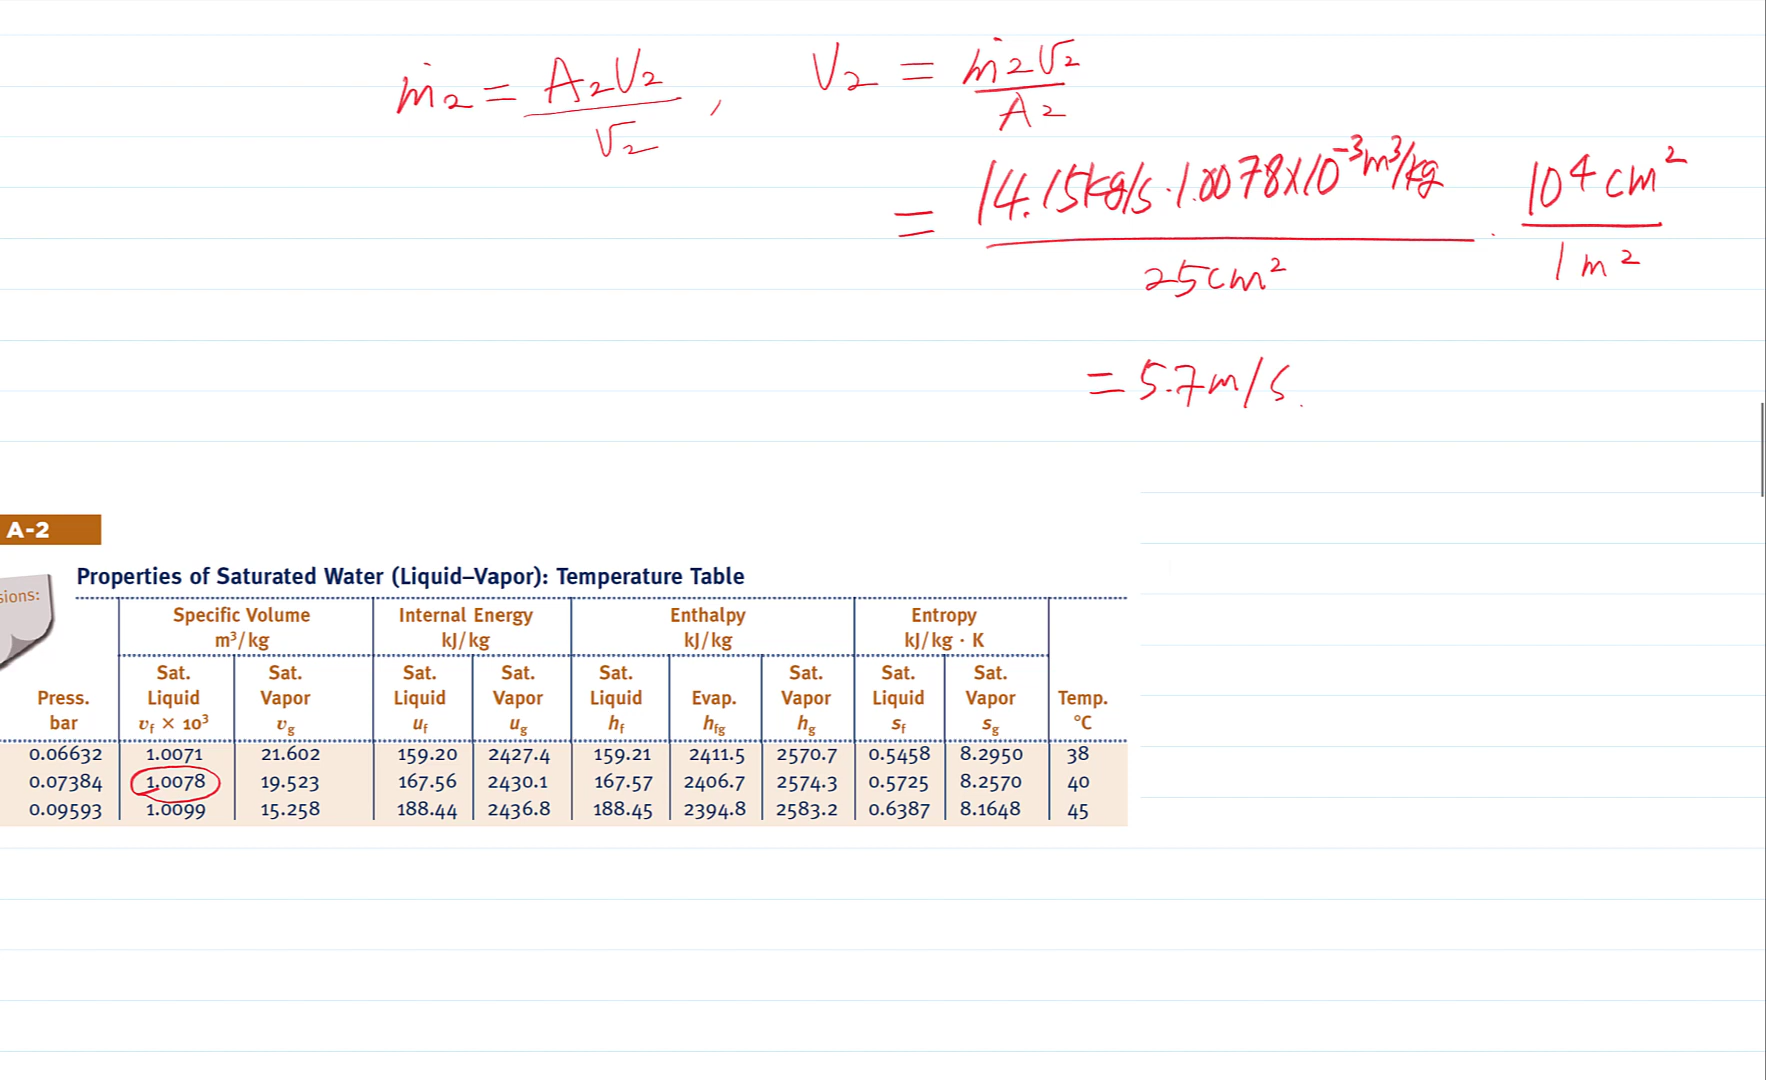 ṁ₂ = A₂V₂ / v₂ , V₂ = ṁ₂v₂ / A₂
= 14.15kg/s · 1.0078×10⁻³m³/kg / 25cm² · 10⁴cm² / 1m²
= 5.7m/s.
A-2
sions:
Properties of Saturated Water (Liquid–Vapor): Temperature Table
Specific Volume Internal Energy Enthalpy Entropy
m³/kg kJ/kg kJ/kg kJ/kg · K
Sat. Sat. Sat. Sat. Sat. Sat. Sat. Sat.
Press. Liquid Vapor Liquid Vapor Liquid Evap. Vapor Liquid Vapor Temp.
bar vf × 10³ vg uf ug hf hfg hg sf sg °C
0.06632 1.0071 21.602 159.20 2427.4 159.21 2411.5 2570.7 0.5458 8.2950 38
0.07384 1.0078 19.523 167.56 2430.1 167.57 2406.7 2574.3 0.5725 8.2570 40
0.09593 1.0099 15.258 188.44 2436.8 188.45 2394.8 2583.2 0.6387 8.1648 45